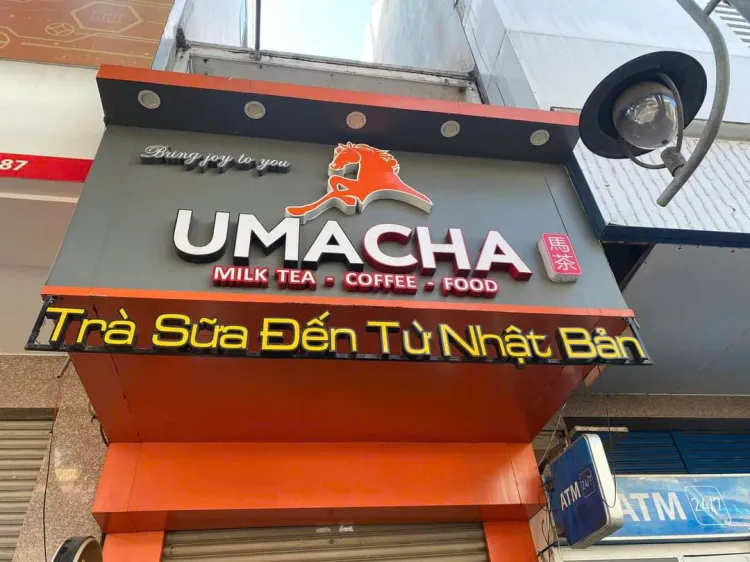 87
Bring joy to you
UMACHA
馬茶
MILK TEA - COFFEE - FOOD
Trà Sữa Đến Từ Nhật Bản
ATM 24/7
ATM 24/7